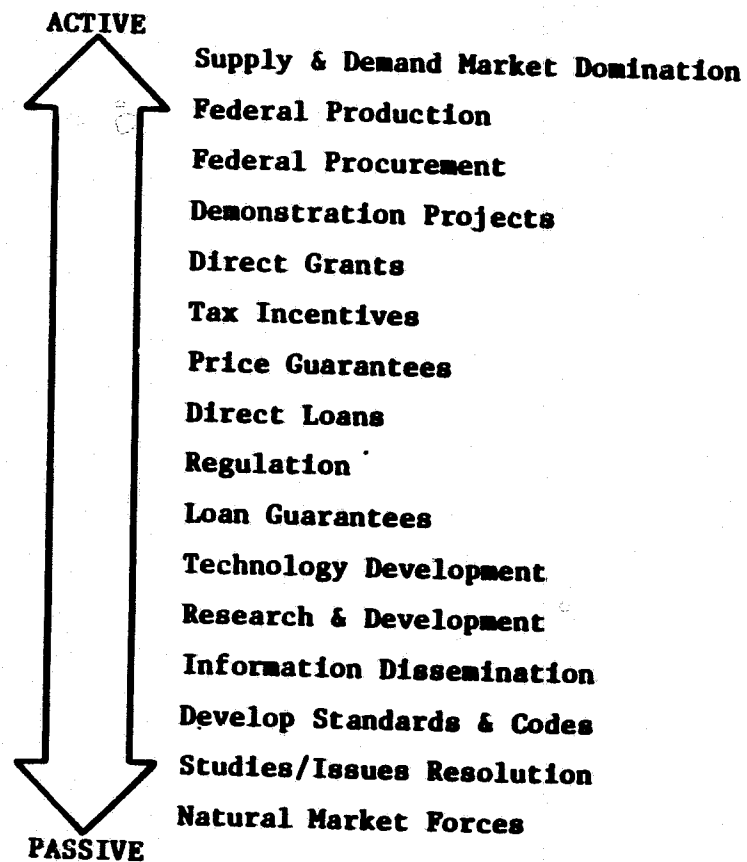 ACTIVE
Supply & Demand Market Domination
Federal Production
Federal Procurement
Demonstration Projects
Direct Grants
Tax Incentives
Price Guarantees
Direct Loans
Regulation
Loan Guarantees
Technology Development
Research & Development
Information Dissemination
Develop Standards & Codes
Studies/Issues Resolution
Natural Market Forces
PASSIVE